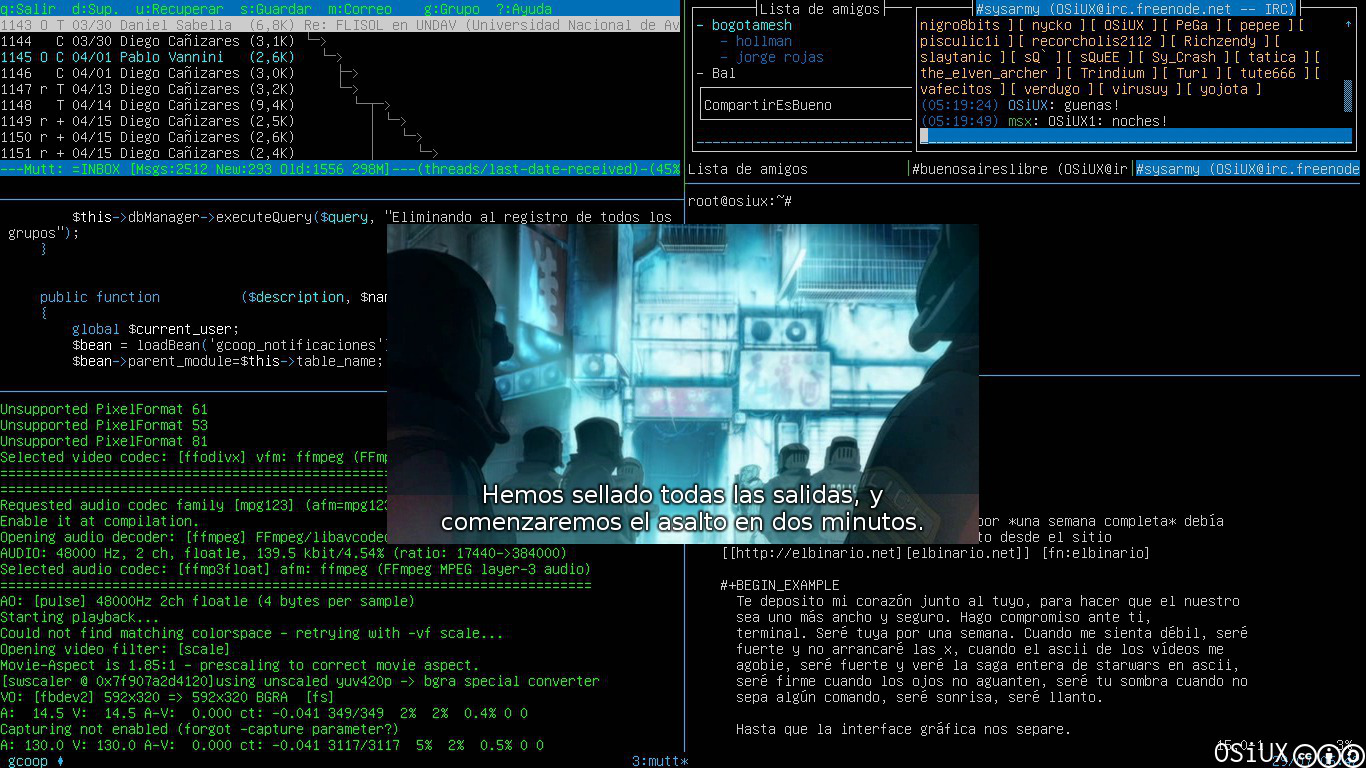 q:Salir  d:Sup.  u:Recuperar  s:Guardar  m:Correo    g:Grupo  ?:Ayuda
1143 O T 03/30 Daniel Sabella  (6,8K) Re: FLISOL en UNDAV (Universidad Nacional de Av
1144   C 03/30 Diego Cañizares (3,1K)
1145 O C 04/01 Pablo Vannini   (2,6K)
1146   C 04/01 Diego Cañizares (3,0K)
1147 r T 04/13 Diego Cañizares (3,2K)
1148   T 04/14 Diego Cañizares (9,4K)
1149 r + 04/15 Diego Cañizares (2,5K)
1150 r + 04/15 Diego Cañizares (2,6K)
1151 r + 04/15 Diego Cañizares (2,4K)
---Mutt: =INBOX [Msgs:2512 New:293 Old:1556 298M]---(threads/last-date-received)-(45%
Lista de amigos
- bogotamesh
- hollman
- jorge rojas
- Bal
CompartirEsBueno
#sysarmy (OSiUX@irc.freenode.net -- IRC)
nigro8bits ][ nycko ][ OSiUX ][ PeGa ][ pepee ][
pisculic1i ][ recorcholis2112 ][ Richzendy ][
slaytanic ][ sQ` ][ sQuEE ][ Sy_Crash ][ tatica ][
the_elven_archer ][ Trindium ][ Turl ][ tute666 ][
vafecitos ][ verdugo ][ virusuy ][ yojota ]
(05:19:24) OSiUX: guenas!
(05:19:49) msx: OSiUX1: noches!
Lista de amigos
#buenosaireslibre (OSiUX@ir
#sysarmy (OSiUX@irc.freenode
root@osiux:~#
$this->dbManager->executeQuery($query, "Eliminando al registro de todos los
grupos");
}
public function          ($description, $nam
{
global $current_user;
$bean = loadBean('gcoop_notificaciones'
$bean->parent_module=$this->table_name;
Hemos sellado todas las salidas, y
comenzaremos el asalto en dos minutos.
Unsupported PixelFormat 61
Unsupported PixelFormat 53
Unsupported PixelFormat 81
Selected video codec: [ffodivx] vfm: ffmpeg (FFmp
================================================
================================================
Requested audio codec family [mpg123] (afm=mpg123
Enable it at compilation.
Opening audio decoder: [ffmpeg] FFmpeg/libavcodec
AUDIO: 48000 Hz, 2 ch, floatle, 139.5 kbit/4.54% (ratio: 17440->384000)
Selected audio codec: [ffmp3float] afm: ffmpeg (FFmpeg MPEG layer-3 audio)
==========================================================================
AO: [pulse] 48000Hz 2ch floatle (4 bytes per sample)
Starting playback...
Could not find matching colorspace - retrying with -vf scale...
Opening video filter: [scale]
Movie-Aspect is 1.85:1 - prescaling to correct movie aspect.
[swscaler @ 0x7f907a2d4120]using unscaled yuv420p -> bgra special converter
VO: [fbdev2] 592x320 => 592x320 BGRA  [fs]
A:  14.5 V:  14.5 A-V:  0.000 ct: -0.041 349/349  2%  2%  0.4% 0 0
Capturing not enabled (forgot -capture parameter?)
A: 130.0 V: 130.0 A-V:  0.000 ct: -0.041 3117/3117  5%  2%  0.5% 0 0
por *una semana completa* debía
to desde el sitio
[[http://elbinario.net][elbinario.net]] [fn:elbinario]
#+BEGIN_EXAMPLE
Te deposito mi corazón junto al tuyo, para hacer que el nuestro
sea uno más ancho y seguro. Hago compromiso ante ti,
terminal. Seré tuya por una semana. Cuando me sienta débil, seré
fuerte y no arrancaré las x, cuando el ascii de los vídeos me
agobie, seré fuerte y veré la saga entera de starwars en ascii,
seré firme cuando los ojos no aguanten, seré tu sombra cuando no
sepa algún comando, seré sonrisa, seré llanto.
Hasta que la interface gráfica nos separe.
3%
gcoop
3:mutt*
OSiUX
cc